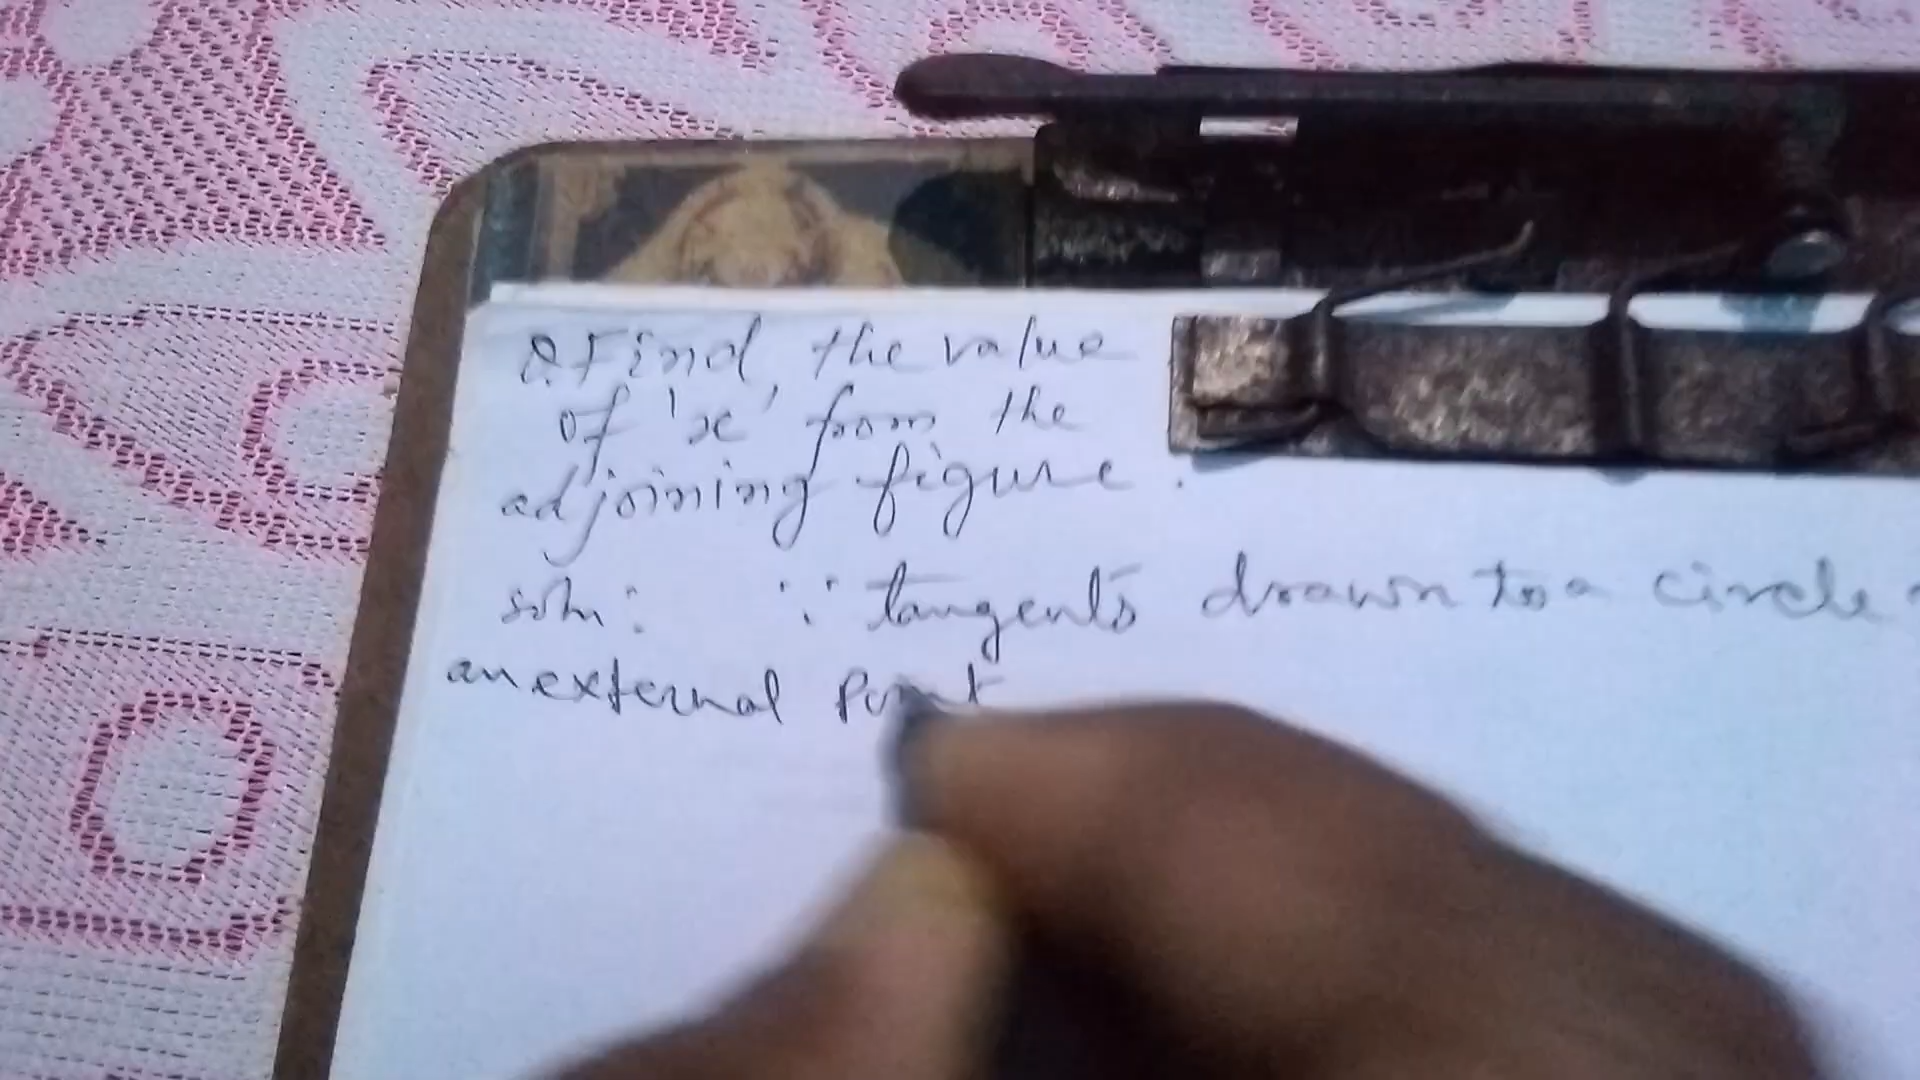 Q. Find the value
of 'x' from the
adjoining figure.
soln: ∵ tangents drawn to a circle
an external point